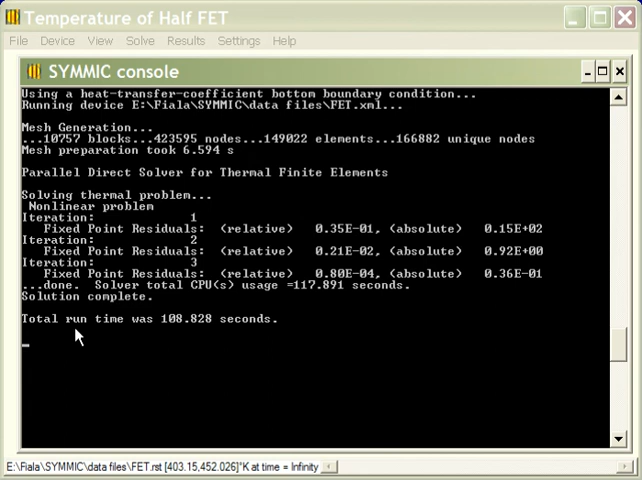 Temperature of Half FET
File Device View Solve Results Settings Help
SYMMIC console
Using a heat-transfer-coefficient bottom boundary condition...
Running device E:\Fiala\SYMMIC\data files\FET.xml...
Mesh Generation...
...10757 blocks...423595 nodes...149022 elements...166882 unique nodes
Mesh preparation took 6.594 s
Parallel Direct Solver for Thermal Finite Elements
Solving thermal problem...
Nonlinear problem
Iteration: 1
Fixed Point Residuals: (relative) 0.35E-01, (absolute) 0.15E+02
Iteration: 2
Fixed Point Residuals: (relative) 0.21E-02, (absolute) 0.92E+00
Iteration: 3
Fixed Point Residuals: (relative) 0.80E-04, (absolute) 0.36E-01
...done. Solver total CPU(s) usage =117.891 seconds.
Solution complete.
Total run time was 108.828 seconds.
E:\Fiala\SYMMIC\data files\FET.rst [403.15,452.026]°K at time = Infinity